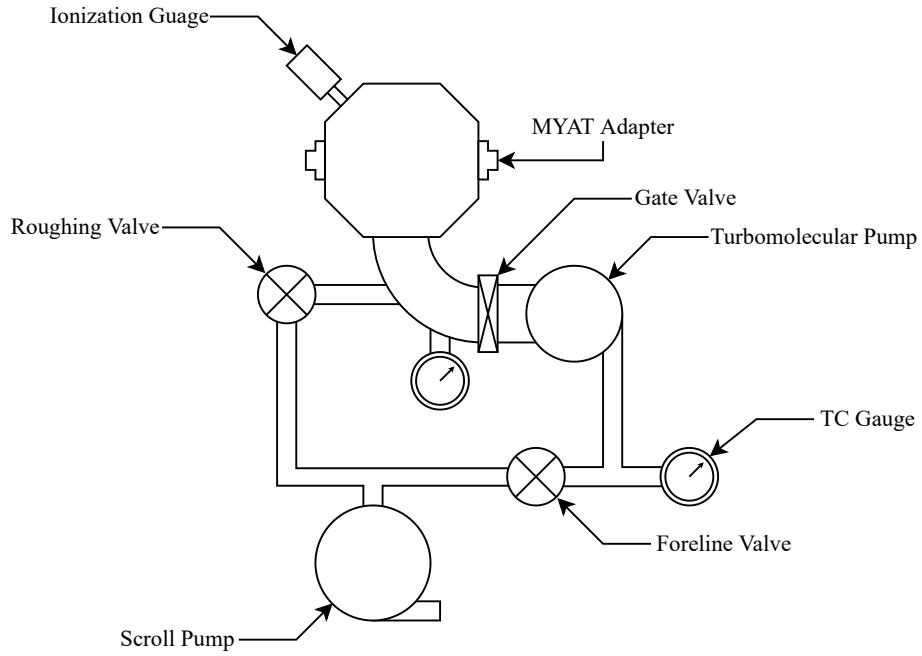 Ionization Guage
MYAT Adapter
Gate Valve
Roughing Valve
Turbomolecular Pump
TC Gauge
Foreline Valve
Scroll Pump